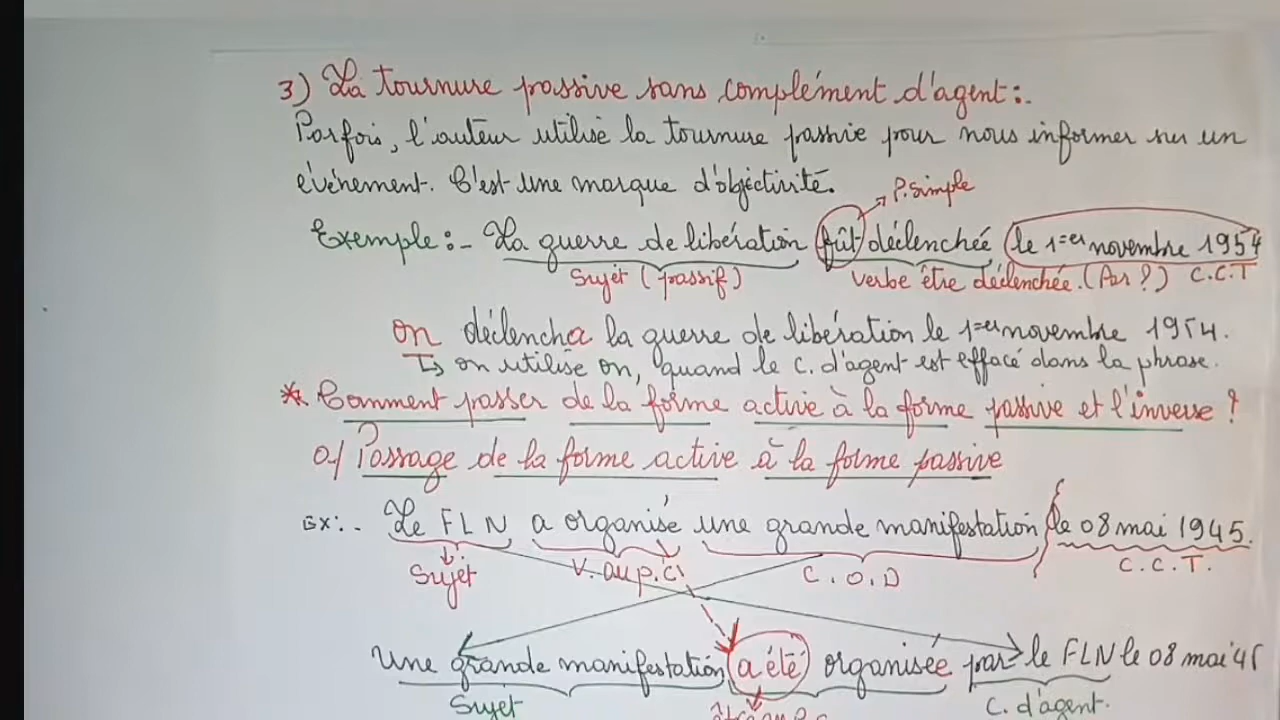 3) La tournure passive sans complément d'agent:.
Parfois, l'auteur utilise la tournure passive pour nous informer sur un
événement. C'est une marque d'objéctivité.
P. simple
Exemple:- La guerre de libération fût déclenchée le 1er novembre 1954
Sujet (passif) verbe être déclenchée. (Par ?) C.C.T
on déclencha la guerre de libération le 1er novembre 1954.
↳ on utilise on, quand le c. d'agent est effacé dans la phrase.
* Comment passer de la forme active à la forme passive et l'inverse ?
a/ Passage de la forme active à la forme passive
Ex:- Le FLN a organisé une grande manifestation le 08 mai 1945.
Sujet V. au p.c C.O.D C.C.T.
Une grande manifestation a été organisée par le FLN le 08 mai 45
Sujet être au p.c C. d'agent.